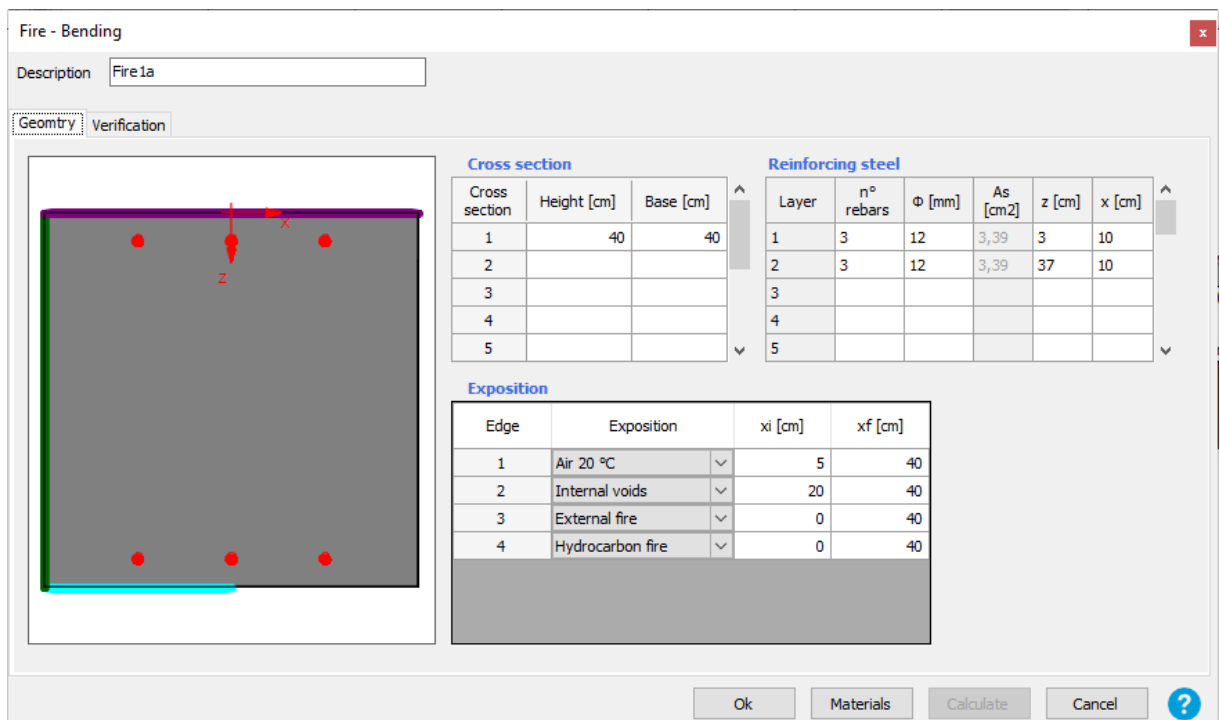 Fire - Bending
x
Description Fire1a
Geomtry Verification
x
z
Cross section
Cross section Height [cm] Base [cm]
1 40 40
2
3
4
5
Reinforcing steel
Layer n° rebars Φ [mm] As [cm2] z [cm] x [cm]
1 3 12 3,39 3 10
2 3 12 3,39 37 10
3
4
5
Exposition
Edge Exposition xi [cm] xf [cm]
1 Air 20 ºC 5 40
2 Internal voids 20 40
3 External fire 0 40
4 Hydrocarbon fire 0 40
Ok Materials Calculate Cancel ?